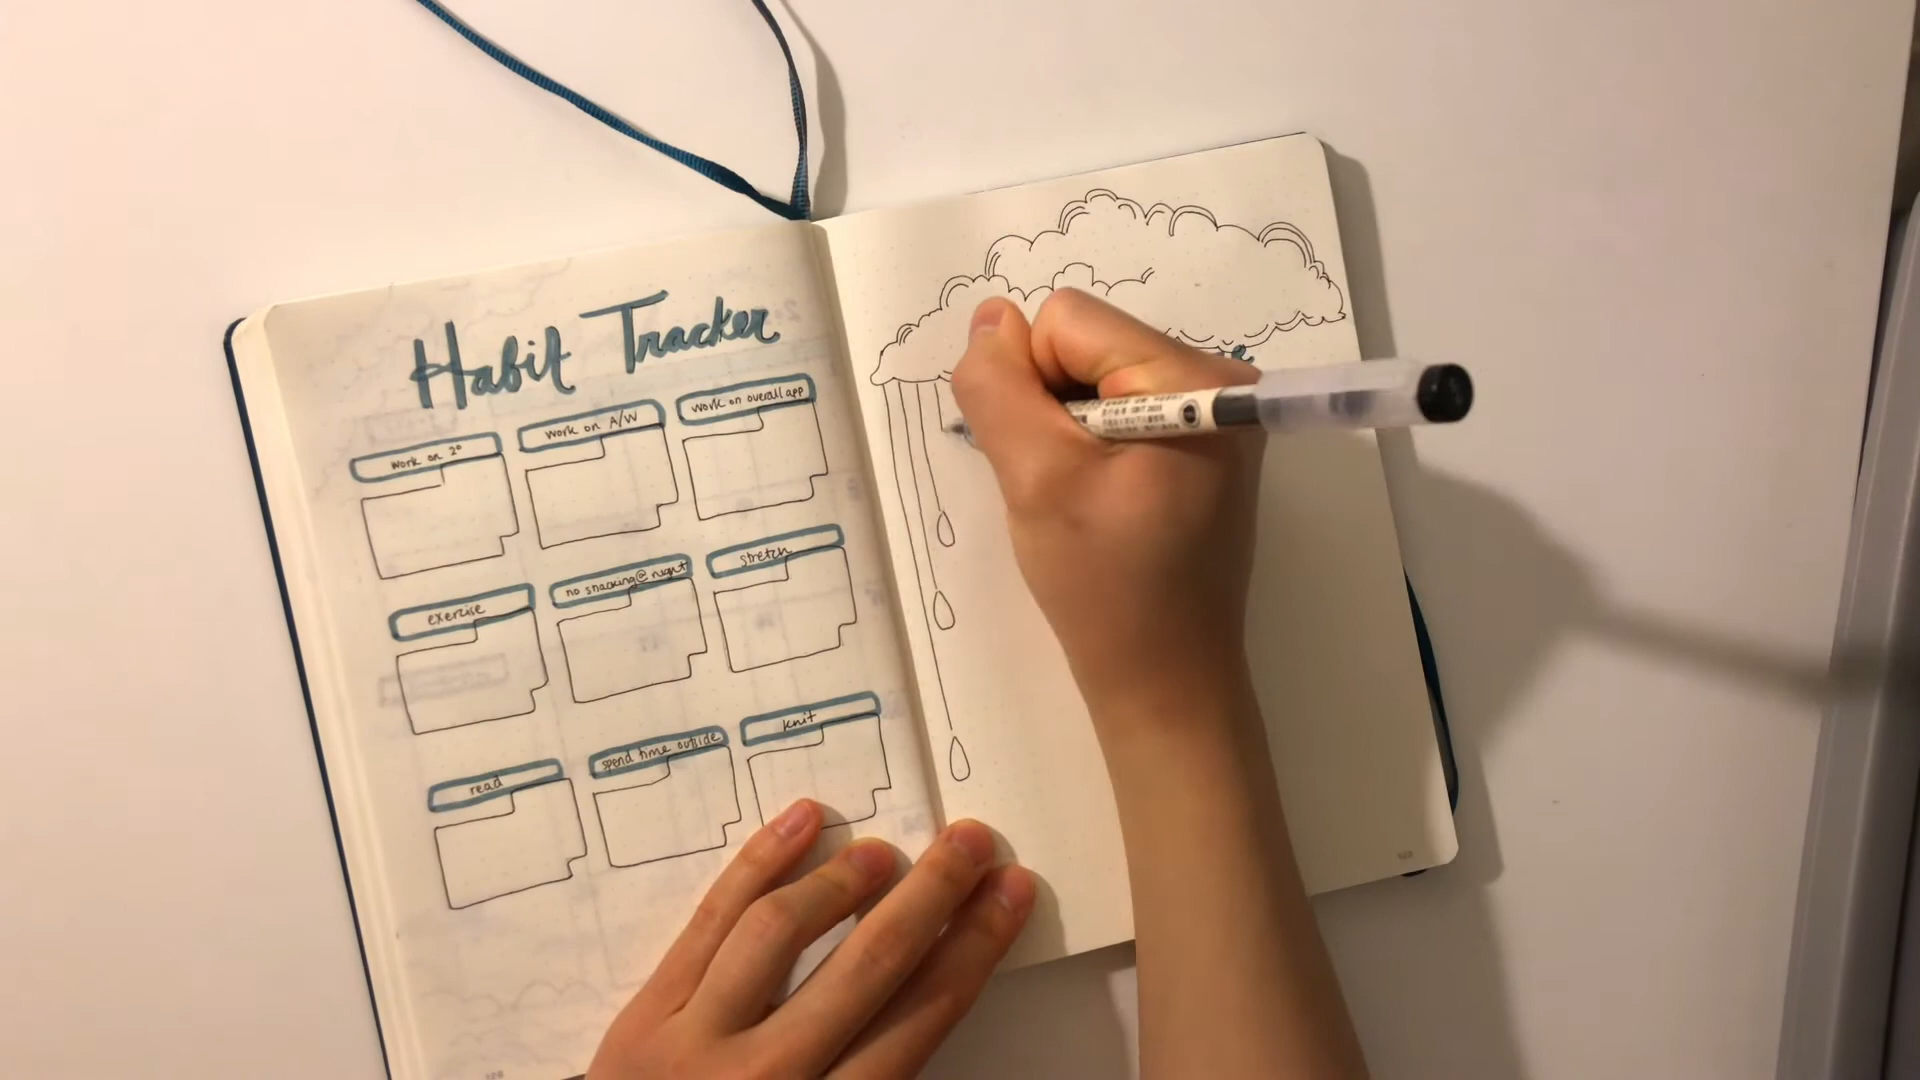 Habit Tracker
work on 2°
work on A/W
work on overall app
exercise
no snacking @ night
stretch
read
spend time outside
knit